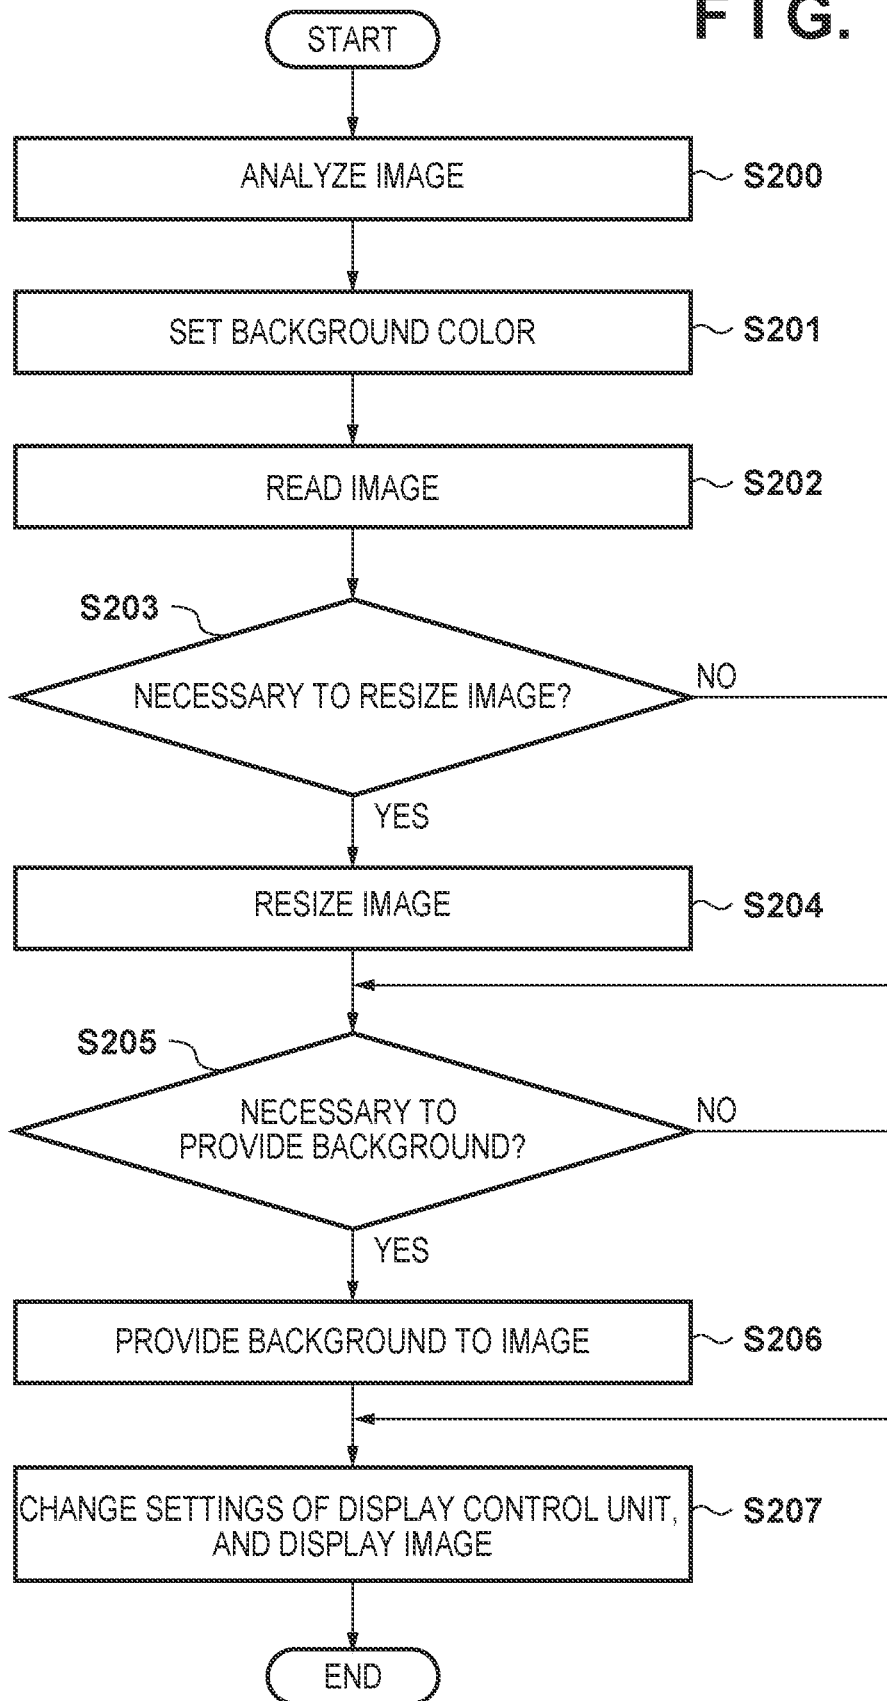 FIG.
START
ANALYZE IMAGE
S200
SET BACKGROUND COLOR
S201
READ IMAGE
S202
S203
NECESSARY TO RESIZE IMAGE?
NO
YES
RESIZE IMAGE
S204
S205
NECESSARY TO
PROVIDE BACKGROUND?
NO
YES
PROVIDE BACKGROUND TO IMAGE
S206
CHANGE SETTINGS OF DISPLAY CONTROL UNIT,
AND DISPLAY IMAGE
S207
END